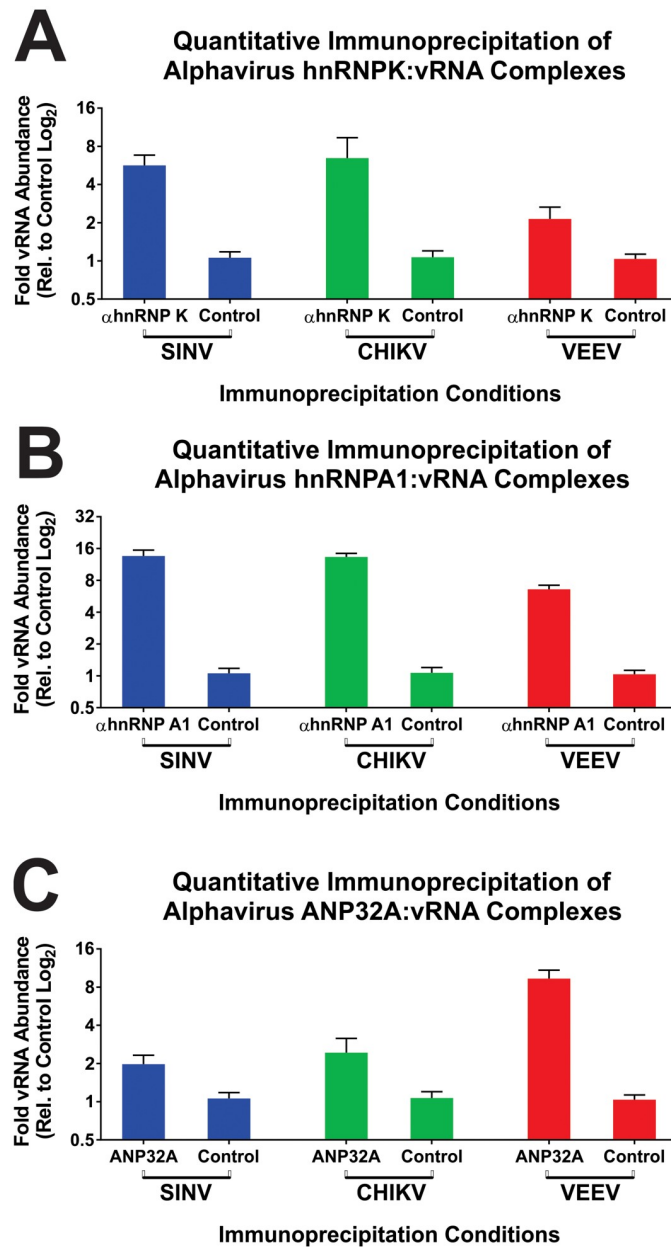 A
Quantitative Immunoprecipitation of
Alphavirus hnRNPK:vRNA Complexes
Fold vRNA Abundance
(Rel. to Control Log₂)
16
8
4
2
1
0.5
αhnRNP K Control αhnRNP K Control αhnRNP K Control
SINV CHIKV VEEV
Immunoprecipitation Conditions
B
Quantitative Immunoprecipitation of
Alphavirus hnRNPA1:vRNA Complexes
Fold vRNA Abundance
(Rel. to Control Log₂)
32
16
8
4
2
1
0.5
αhnRNP A1 Control αhnRNP A1 Control αhnRNP A1 Control
SINV CHIKV VEEV
Immunoprecipitation Conditions
C
Quantitative Immunoprecipitation of
Alphavirus ANP32A:vRNA Complexes
Fold vRNA Abundance
(Rel. to Control Log₂)
16
8
4
2
1
0.5
ANP32A Control ANP32A Control ANP32A Control
SINV CHIKV VEEV
Immunoprecipitation Conditions